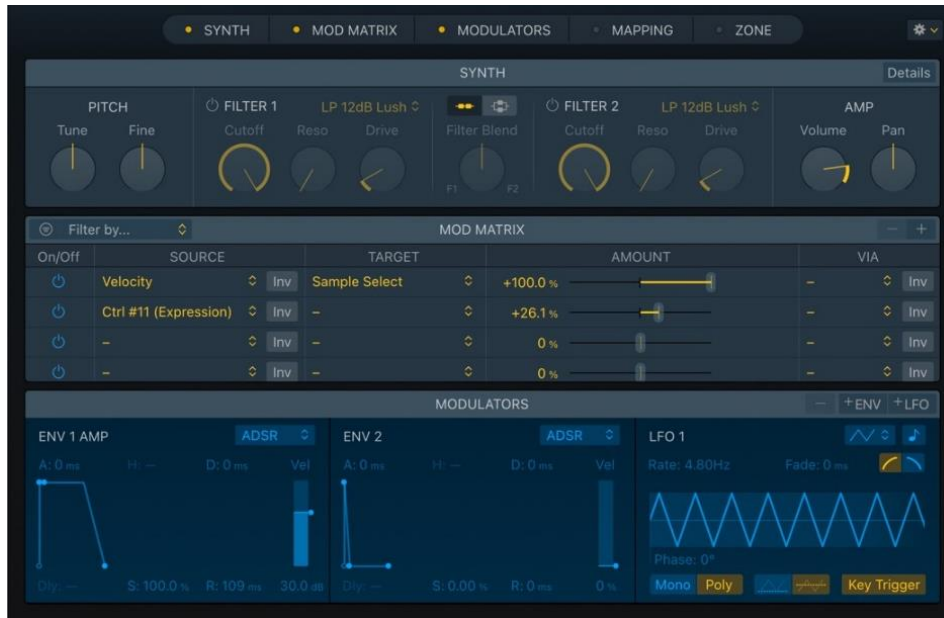 SYNTH MOD MATRIX MODULATORS MAPPING ZONE
SYNTH Details
PITCH FILTER 1 LP 12dB Lush FILTER 2 LP 12dB Lush AMP
Tune Fine Cutoff Reso Drive Filter Blend Cutoff Reso Drive Volume Pan
F1 F2
Filter by... MOD MATRIX − +
On/Off SOURCE TARGET AMOUNT VIA
Velocity Inv Sample Select +100.0 % – Inv
Ctrl #11 (Expression) Inv – +26.1 % – Inv
– Inv – 0 % – Inv
– Inv – 0 % – Inv
MODULATORS − +ENV +LFO
ENV 1 AMP ADSR ENV 2 ADSR LFO 1
A: 0 ms H: – D: 0 ms Vel A: 0 ms H: – D: 0 ms Vel Rate: 4.80Hz Fade: 0 ms
Phase: 0°
Dly: – S: 100.0 % R: 109 ms 30.0 dB Dly: – S: 0.00 % R: 0 ms 0 % Mono Poly Key Trigger